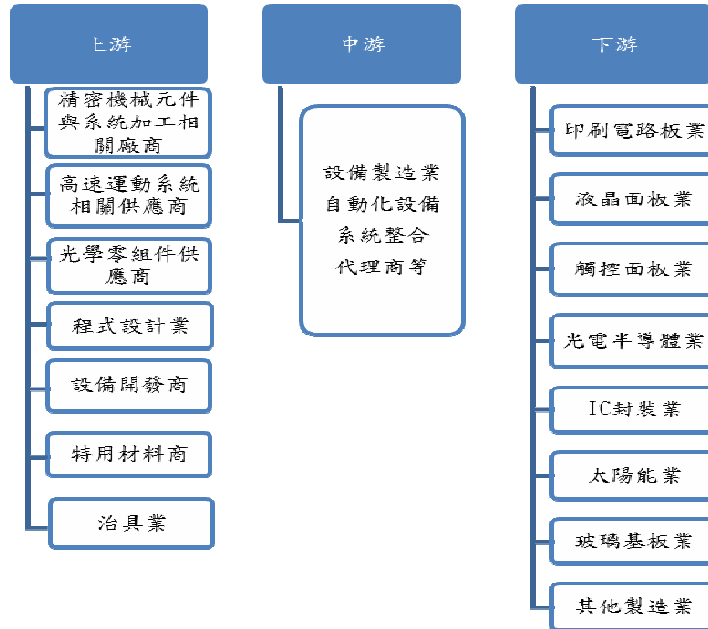 上游
精密機械元件
與系統加工相
關廠商
高速運動系統
相關供應商
光學零組件供
應商
程式設計業
設備開發商
特用材料商
治具業
中游
設備製造業
自動化設備
系統整合
代理商等
下游
印刷電路板業
液晶面板業
觸控面板業
光電半導體業
IC封裝業
太陽能業
玻璃基板業
其他製造業